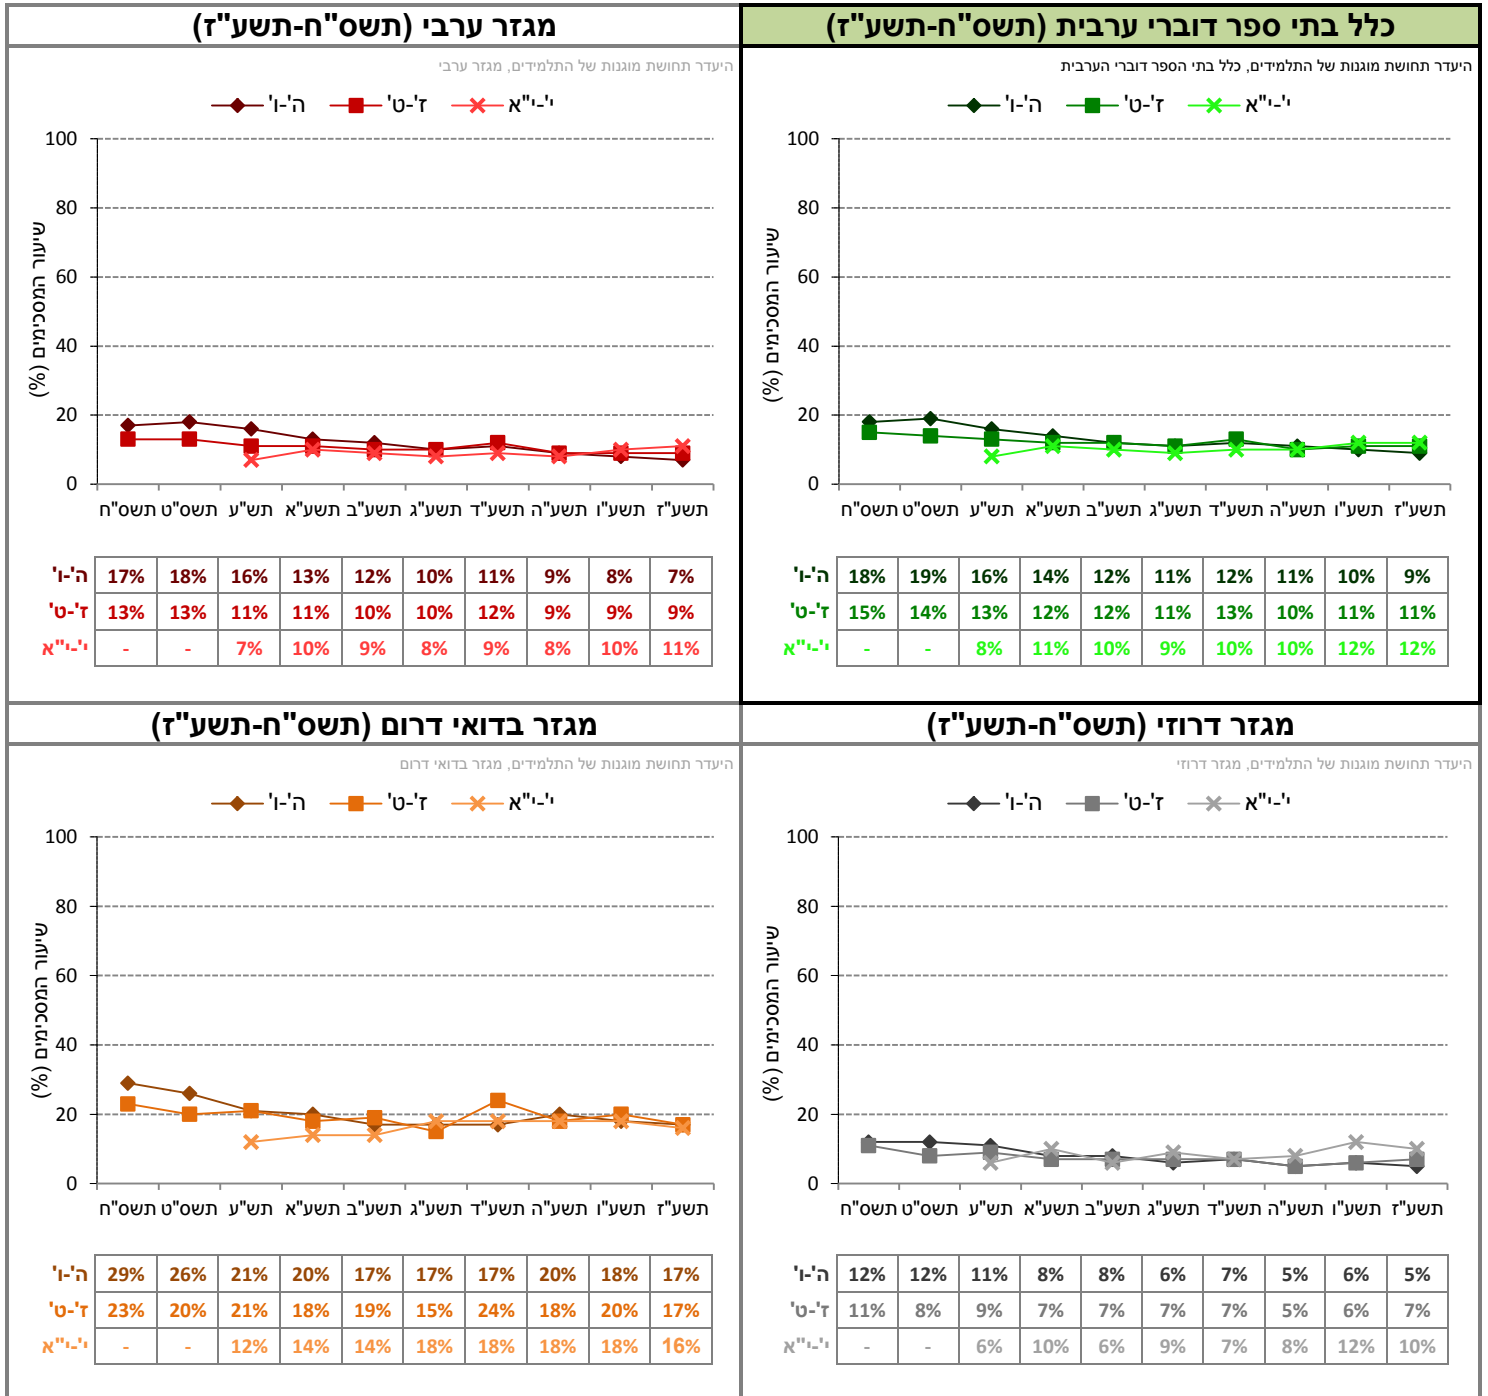 כלל בתי ספר דוברי ערבית (תשס"ח-תשע"ז)
היעדר תחושת מוגנות של התלמידים, כלל בתי הספר דוברי הערבית
ה'-ו' ז'-ט' י'-י"א
שיעור המסכימים (%)
100
80
60
40
20
0
תשס"ח תשס"ט תש"ע תשע"א תשע"ב תשע"ג תשע"ד תשע"ה תשע"ו תשע"ז
ה'-ו' 18% 19% 16% 14% 12% 11% 12% 11% 10% 9%
ז'-ט' 15% 14% 13% 12% 12% 11% 13% 10% 11% 11%
י'-י"א - - 8% 11% 10% 9% 10% 10% 12% 12%
מגזר ערבי (תשס"ח-תשע"ז)
היעדר תחושת מוגנות של התלמידים, מגזר ערבי
ה'-ו' ז'-ט' י'-י"א
שיעור המסכימים (%)
100
80
60
40
20
0
תשס"ח תשס"ט תש"ע תשע"א תשע"ב תשע"ג תשע"ד תשע"ה תשע"ו תשע"ז
ה'-ו' 17% 18% 16% 13% 12% 10% 11% 9% 8% 7%
ז'-ט' 13% 13% 11% 11% 10% 10% 12% 9% 9% 9%
י'-י"א - - 7% 10% 9% 8% 9% 8% 10% 11%
מגזר דרוזי (תשס"ח-תשע"ז)
היעדר תחושת מוגנות של התלמידים, מגזר דרוזי
ה'-ו' ז'-ט' י'-י"א
שיעור המסכימים (%)
100
80
60
40
20
0
תשס"ח תשס"ט תש"ע תשע"א תשע"ב תשע"ג תשע"ד תשע"ה תשע"ו תשע"ז
ה'-ו' 12% 12% 11% 8% 8% 6% 7% 5% 6% 5%
ז'-ט' 11% 8% 9% 7% 7% 7% 7% 5% 6% 7%
י'-י"א - - 6% 10% 6% 9% 7% 8% 12% 10%
מגזר בדואי דרום (תשס"ח-תשע"ז)
היעדר תחושת מוגנות של התלמידים, מגזר בדואי דרום
ה'-ו' ז'-ט' י'-י"א
שיעור המסכימים (%)
100
80
60
40
20
0
תשס"ח תשס"ט תש"ע תשע"א תשע"ב תשע"ג תשע"ד תשע"ה תשע"ו תשע"ז
ה'-ו' 29% 26% 21% 20% 17% 17% 17% 20% 18% 17%
ז'-ט' 23% 20% 21% 18% 19% 15% 24% 18% 20% 17%
י'-י"א - - 12% 14% 14% 18% 18% 18% 18% 16%